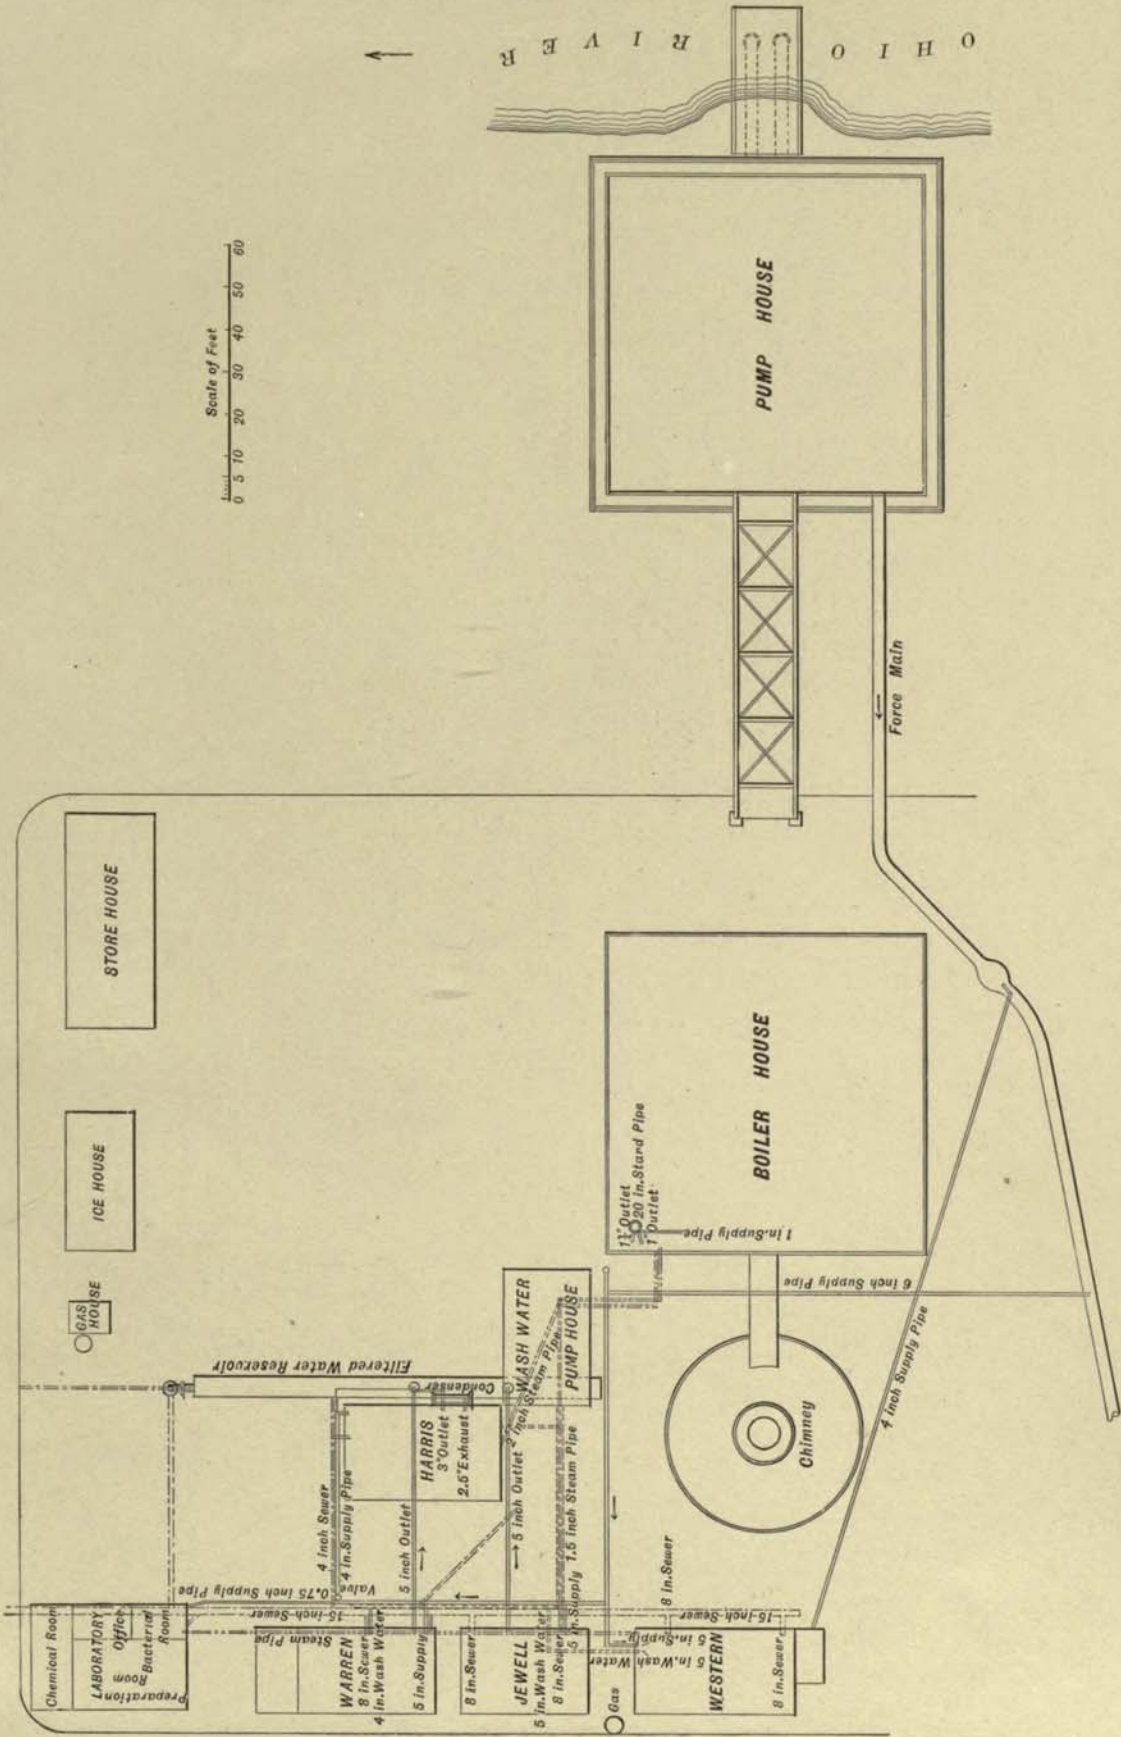 OHIO RIVER
Scale of Feet
0 5 10 20 30 40 50 60
PUMP HOUSE
Force Main
STORE HOUSE
ICE HOUSE
GAS
HOUSE
BOILER HOUSE
1½" Outlet
20 in. Stand Pipe
1" Outlet
1 in. Supply Pipe
6 inch Supply Pipe
4 inch Supply Pipe
Chimney
WASH WATER
PUMP HOUSE
2 inch Steam Pipe
Filtered Water Reservoir
Condenser
HARRIS
3" Outlet
2.5" Exhaust
4 inch Sewer
4 in. Supply Pipe
5 inch Outlet
5 inch Outlet
5 in. Supply 1.5 inch Steam Pipe
Valve
0.75 inch Supply Pipe
15-inch Sewer
Steam Pipe
Chemical Room
LABORATORY
Office
Bacterial
Room
Preparation
Room
WARREN
8 in. Sewer
4 in. Wash Water
5 in. Supply
8 in. Sewer
JEWELL
5 in. Wash Water
8 in. Sewer
Gas
8 in. Sewer
15-inch Sewer
5 in. Supply
5 in. Wash Water
WESTERN
8 in. Sewer